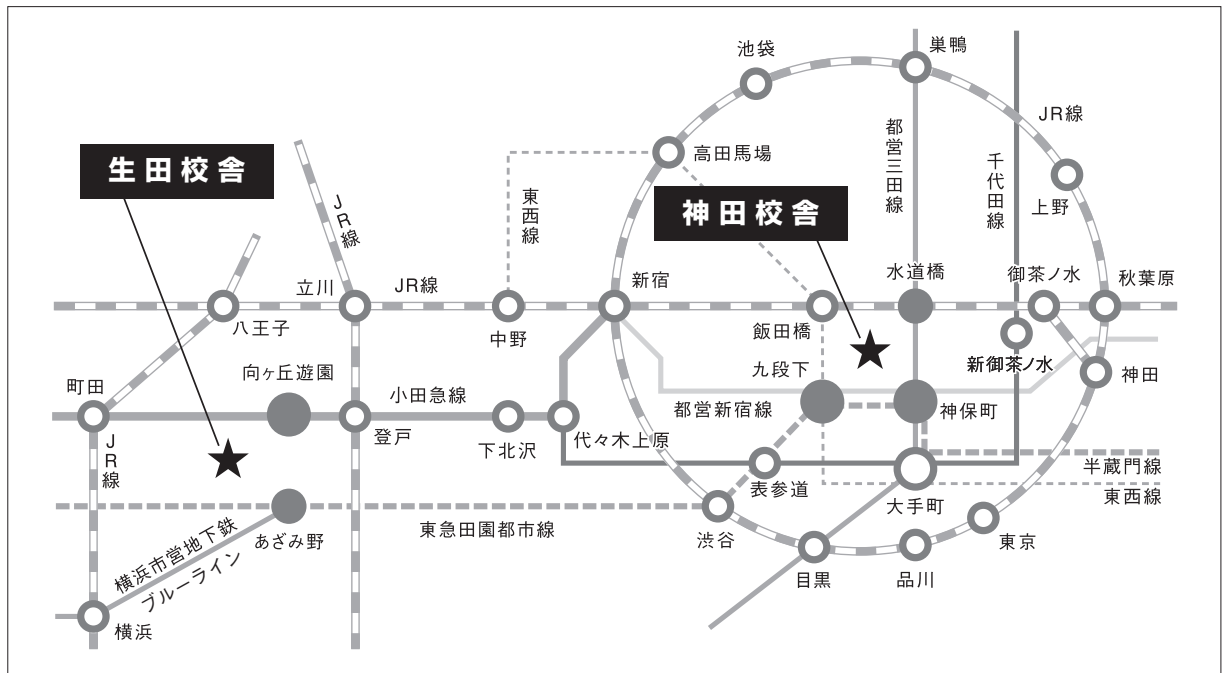 池袋
巣鴨
JR線
都営三田線
千代田線
高田馬場
上野
生田校舎
神田校舎
JR線
東西線
立川
JR線
新宿
水道橋
御茶ノ水
秋葉原
八王子
中野
飯田橋
新御茶ノ水
神田
町田
向ヶ丘遊園
小田急線
九段下
都営新宿線
神保町
登戸
下北沢
代々木上原
JR線
表参道
大手町
半蔵門線
東西線
東急田園都市線
あざみ野
渋谷
東京
目黒
品川
横浜市営地下鉄
ブルーライン
横浜